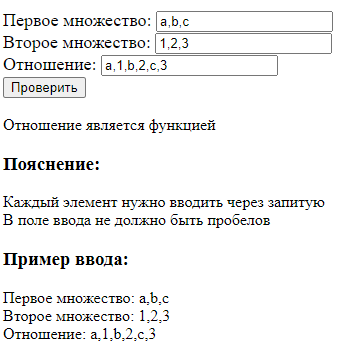 Первое множество: a,b,c
Второе множество: 1,2,3
Отношение: a,1,b,2,c,3
Проверить
Отношение является функцией
Пояснение:
Каждый элемент нужно вводить через запитую
В поле ввода не должно быть пробелов
Пример ввода:
Первое множество: a,b,c
Второе множество: 1,2,3
Отношение: a,1,b,2,c,3